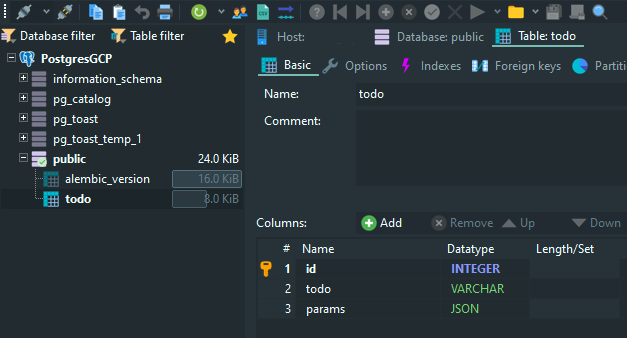 Database filter
Table filter
Host:
Database: public
Table: todo
PostgresGCP
information_schema
pg_catalog
pg_toast
pg_toast_temp_1
public 24.0 KiB
alembic_version 16.0 KiB
todo 8.0 KiB
Basic
Options
Indexes
Foreign keys
Partiti
Name: todo
Comment:
Columns:
Add
Remove
Up
Down
# Name Datatype Length/Set
1 id INTEGER
2 todo VARCHAR
3 params JSON